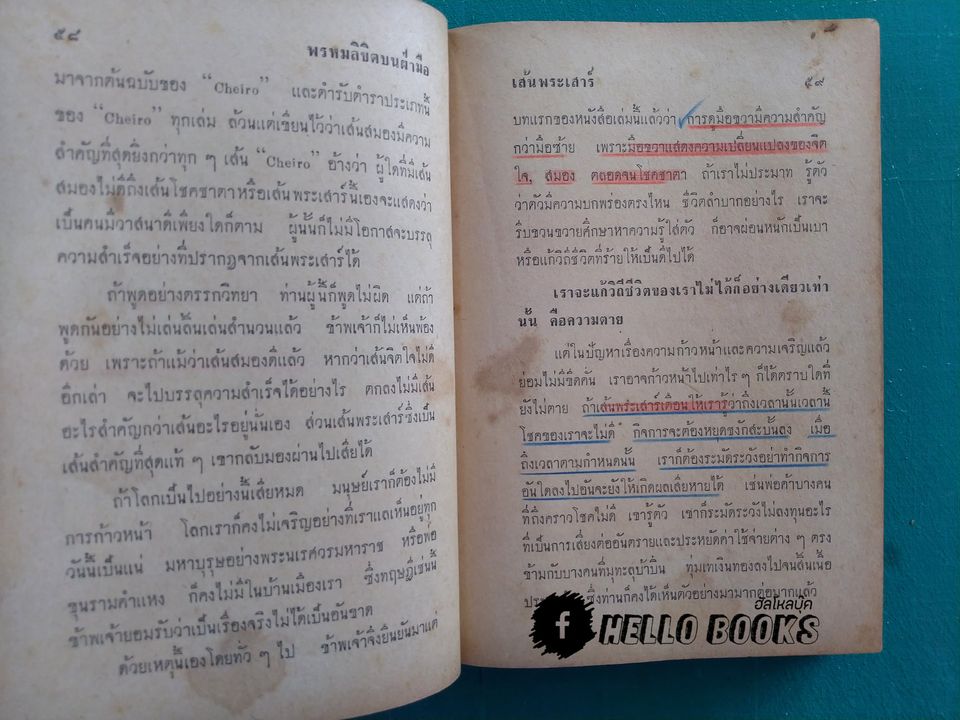 ๕๘
พรหมลิขิตบนฝ่ามือ
มาจากต้นฉบับของ “Cheiro” และตำรับตำราประเภทนี้
ของ “Cheiro” ทุกเล่ม ล้วนแต่เขียนไว้ว่าเส้นสมองมีความ
สำคัญที่สุดยิ่งกว่าทุก ๆ เส้น “Cheiro” อ้างว่า ผู้ใดที่มีเส้น
สมองไม่ดีถึงเส้นโชคชาตาหรือเส้นพระเสาร์นี้เองจะแสดงว่า
เป็นคนมีวาสนาดีเพียงใดก็ตาม ผู้นั้นก็ไม่มีโอกาสจะบรรลุ
ความสำเร็จอย่างที่ปรากฏจากเส้นพระเสาร์ได้
ถ้าพูดอย่างตรรกวิทยา ท่านผู้นี้ก็พูดไม่ผิด แต่ถ้า
พูดกันอย่างไม่เล่นลิ้นเล่นสำนวนแล้ว ข้าพเจ้าก็ไม่เห็นพ้อง
ด้วย เพราะถ้าแม้ว่าเส้นสมองดีแล้ว หากว่าเส้นจิตใจไม่ดี
อีกเล่า จะไปบรรลุความสำเร็จได้อย่างไร ตกลงไม่มีเส้น
อะไรสำคัญกว่าเส้นอะไรอยู่นั่นเอง ส่วนเส้นพระเสาร์ซึ่งเป็น
เส้นสำคัญที่สุดแท้ ๆ เขากลับมองผ่านไปเสียได้
ถ้าโลกเป็นไปอย่างนี้เสียหมด มนุษย์เราก็ต้องไม่มี
การก้าวหน้า โลกเราก็คงไม่เจริญอย่างที่เราแลเห็นอยู่ทุก
วันนี้เป็นแน่ มหาบุรุษอย่างพระนเรศวรมหาราช หรือพ่อ
ขุนรามคำแหง ก็คงไม่มีในบ้านเมืองเรา ซึ่งทฤษฎีเช่นนี้
ข้าพเจ้ายอมรับว่าเป็นเรื่องจริงไม่ได้เป็นอันขาด
ด้วยเหตุนี้เองโดยทั่ว ๆ ไป ข้าพเจ้าจึงยืนยันมาแต่
เส้นพระเสาร์
๕๙
บทแรกของหนังสือเล่มนี้แล้วว่า การดูมือขวามีความสำคัญ
กว่ามือซ้าย เพราะมือขวาแสดงความเปลี่ยนแปลงของจิต
ใจ, สมอง ตลอดจนโชคชาตา ถ้าเราไม่ประมาท รู้ตัว
ว่าตัวมีความบกพร่องตรงไหน ชีวิตลำบากอย่างไร เราจะ
รีบขวนขวายศึกษาหาความรู้ใส่ตัว ก็อาจผ่อนหนักเป็นเบา
หรือแก้วิถีชีวิตที่ร้ายให้เป็นดีไปได้
เราจะแก้วิถีชีวิตของเราไม่ได้ก็อย่างเดียวเท่า
นั้น คือความตาย
แต่ในปัญหาเรื่องความก้าวหน้าและความเจริญแล้ว
ย่อมไม่มีขีดคั่น เราอาจก้าวหน้าไปเท่าไร ๆ ก็ได้ตราบใดที่
ยังไม่ตาย ถ้าเส้นพระเสาร์เตือนให้เรารู้ว่าถึงเวลานั้นเวลานี้
โชคของเราจะไม่ดี กิจการจะต้องหยุดชงักสะบั้นลง เมื่อ
ถึงเวลาตามกำหนดนั้น เราก็ต้องระมัดระวังอย่าทำกิจการ
อันใดลงไปอันจะยังให้เกิดผลเสียหายได้ เช่นพ่อค้าบางคน
ที่ถึงคราวโชคไม่ดี เขารู้ตัว เขาก็ระมัดระวังไม่ลงทุนอะไร
ที่เป็นการเสี่ยงต่ออันตรายและประหยัดค่าใช้จ่ายต่าง ๆ ตรง
ข้ามกับบางคนที่มุทะลุบ้าบิ่น ทุ่มเทเงินทองลงไปจนสิ้นเนื้อ
ซึ่งท่านก็คงได้เห็นตัวอย่างมามากต่อมากแล้ว
ฮัลโหลบุ๊ค
f HELLO BOOKS